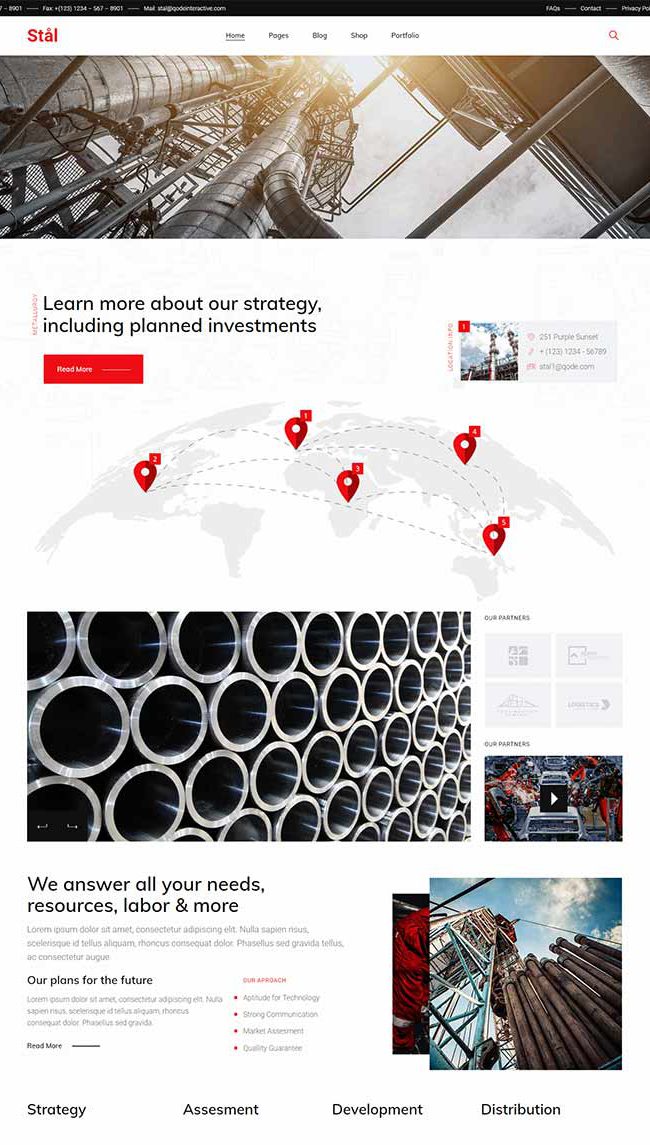 7 – 8901 Fax: +(123) 1234 – 567 – 8901 Mail: stal@qodeinteractive.com FAQs Contact Privacy Pol
Stål Home Pages Blog Shop Portfolio
METALLURGY
Learn more about our strategy,
including planned investments
Read More
LOCATION INFO
1
251 Purple Sunset
+ (123) 1234 - 56789
stal1@qode.com
1
2
3
4
5
OUR PARTNERS
LOGISTICS
OUR PARTNERS
We answer all your needs,
resources, labor & more
Lorem ipsum dolor sit amet, consectetur adipiscing elit. Nulla sapien risus,
scelerisque id tellus aliquam, rhoncus consequat dolor. Phasellus sed gravida tellus,
ac consectetur augue
Our plans for the future
Lorem ipsum dolor sit amet, consectetur adipiscing elit. Nulla
sapien risus, scelerisque id tellus aliquam, rhoncus
consequat dolor. Phasellus sed gravida.
Read More
OUR APROACH
Aptitude for Technology
Strong Communication
Market Assesment
Quallity Guarantee
Strategy Assesment Development Distribution